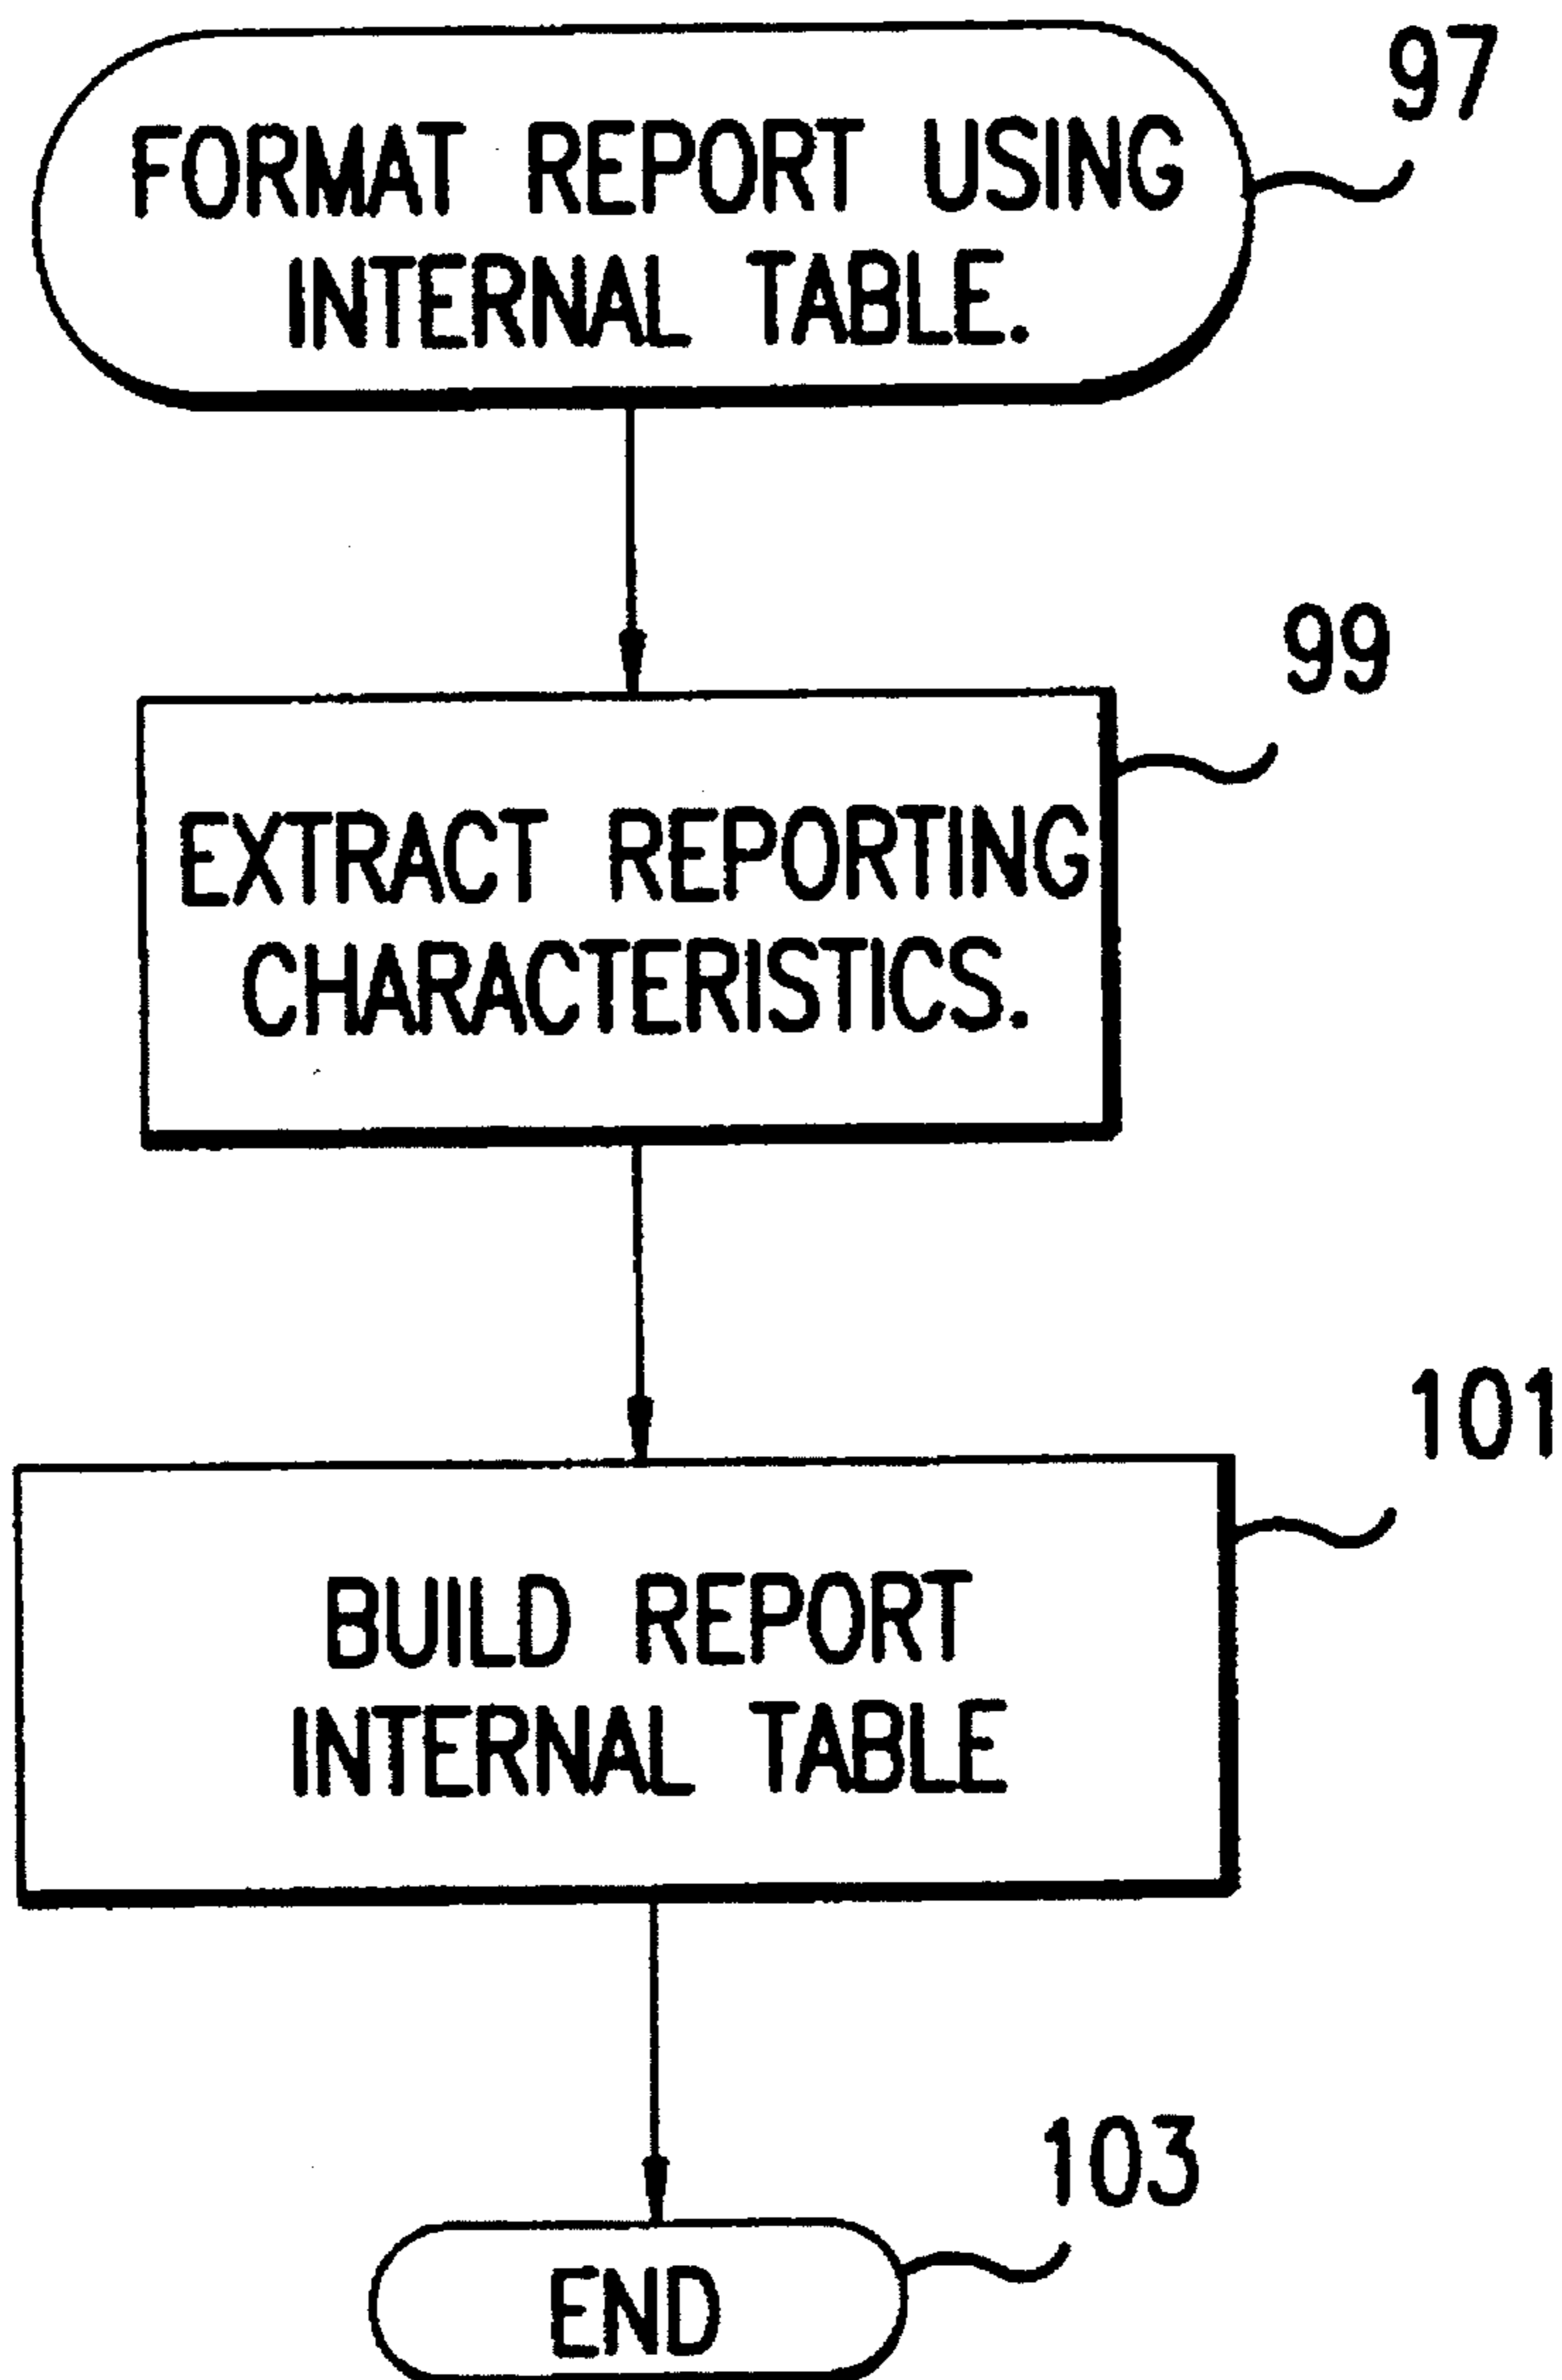 97
FORMAT REPORT USING
INTERNAL TABLE.
99
EXTRACT REPORTING
CHARACTERISTICS.
101
BUILD REPORT
INTERNAL TABLE
103
END